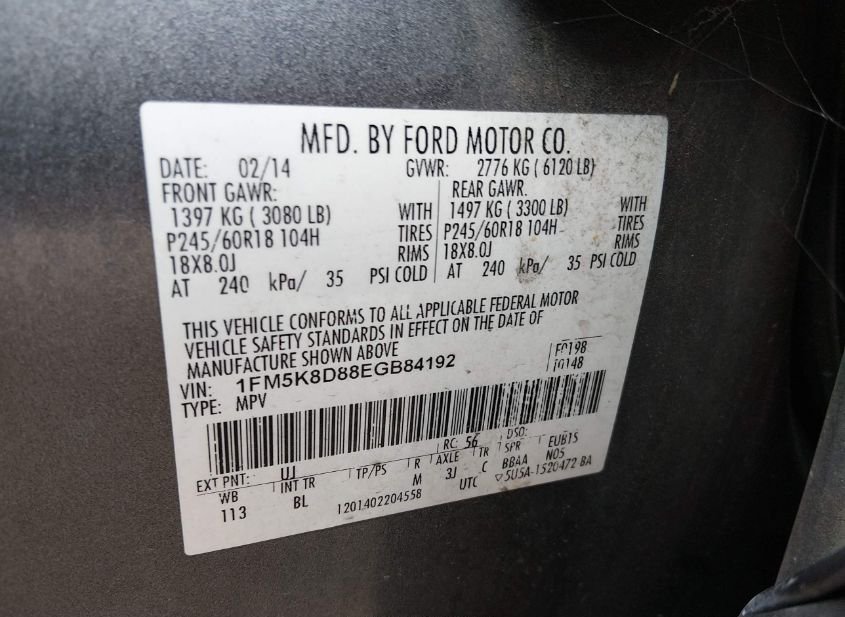 MFD. BY FORD MOTOR CO.
DATE: 02/14 GVWR: 2776 KG ( 6120 LB)
FRONT GAWR: REAR GAWR:
1397 KG ( 3080 LB) WITH 1497 KG ( 3300 LB) WITH
P245/60R18 104H TIRES P245/60R18 104H TIRES
18X8.0J RIMS 18X8.0J RIMS
AT 240 kPa/ 35 PSI COLD AT 240 kPa/ 35 PSI COLD
THIS VEHICLE CONFORMS TO ALL APPLICABLE FEDERAL MOTOR
VEHICLE SAFETY STANDARDS IN EFFECT ON THE DATE OF
MANUFACTURE SHOWN ABOVE
VIN: 1FM5K8D88EGB84192
TYPE: MPV
EXT PNT: UJ RC: 56 DSO:
WB INT TR TP/PS R AXLE TR SPR EUB1S
113 BL M 3J C BBAA N05
1201402204558 UTC ▽5U5A-1520472 BA